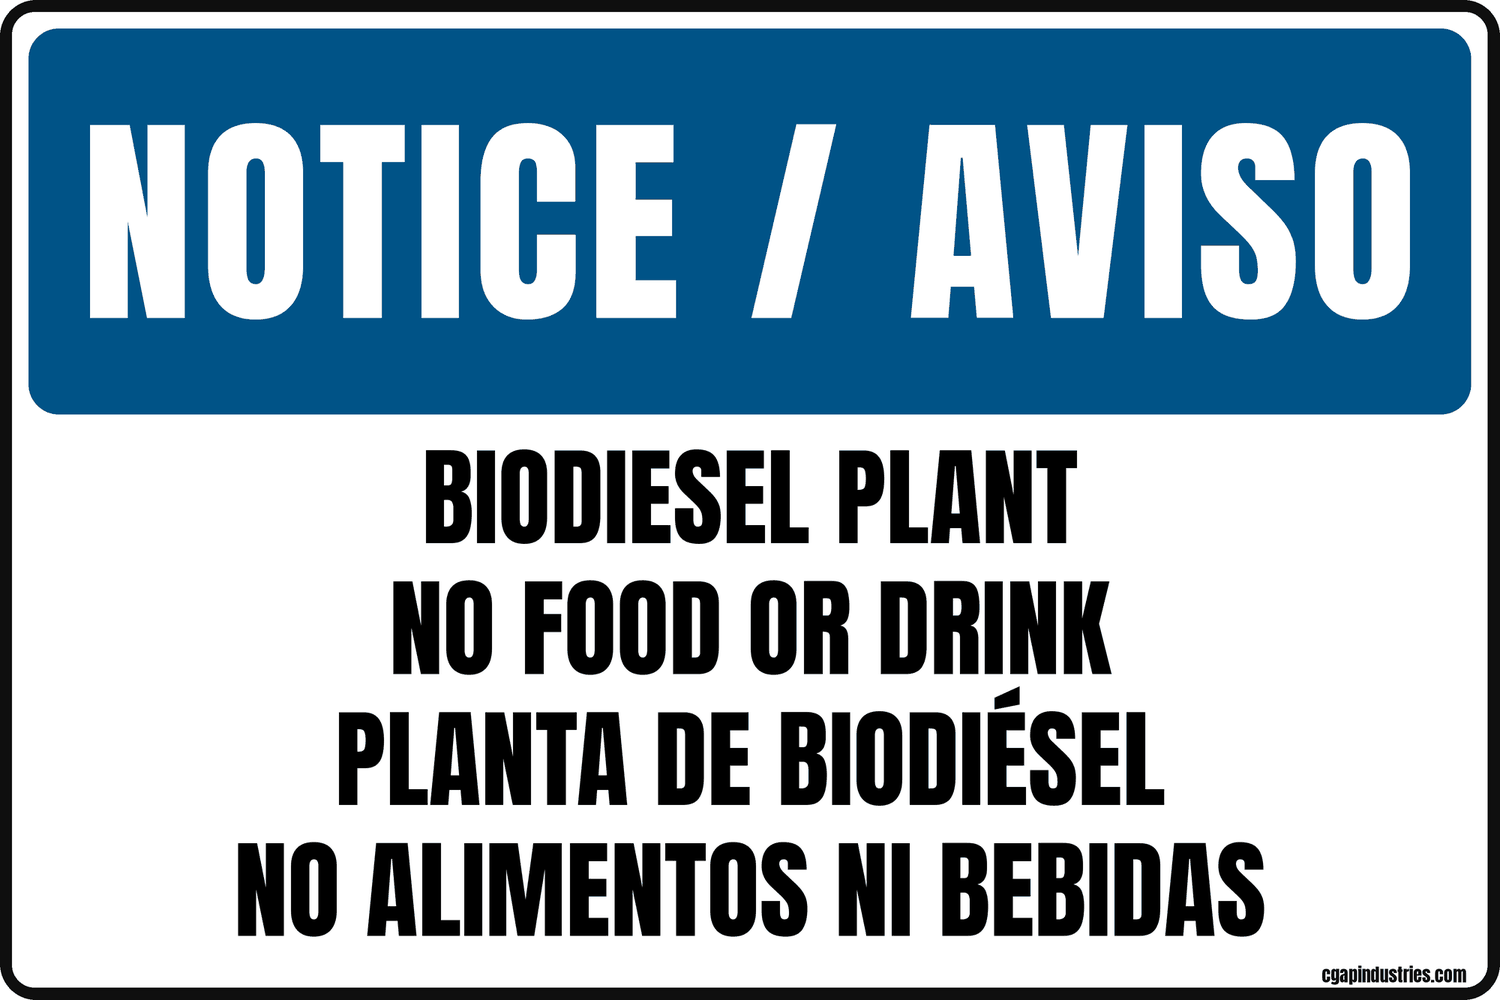 NOTICE / AVISO
BIODIESEL PLANT
NO FOOD OR DRINK
PLANTA DE BIODIÉSEL
NO ALIMENTOS NI BEBIDAS
cgapindustries.com